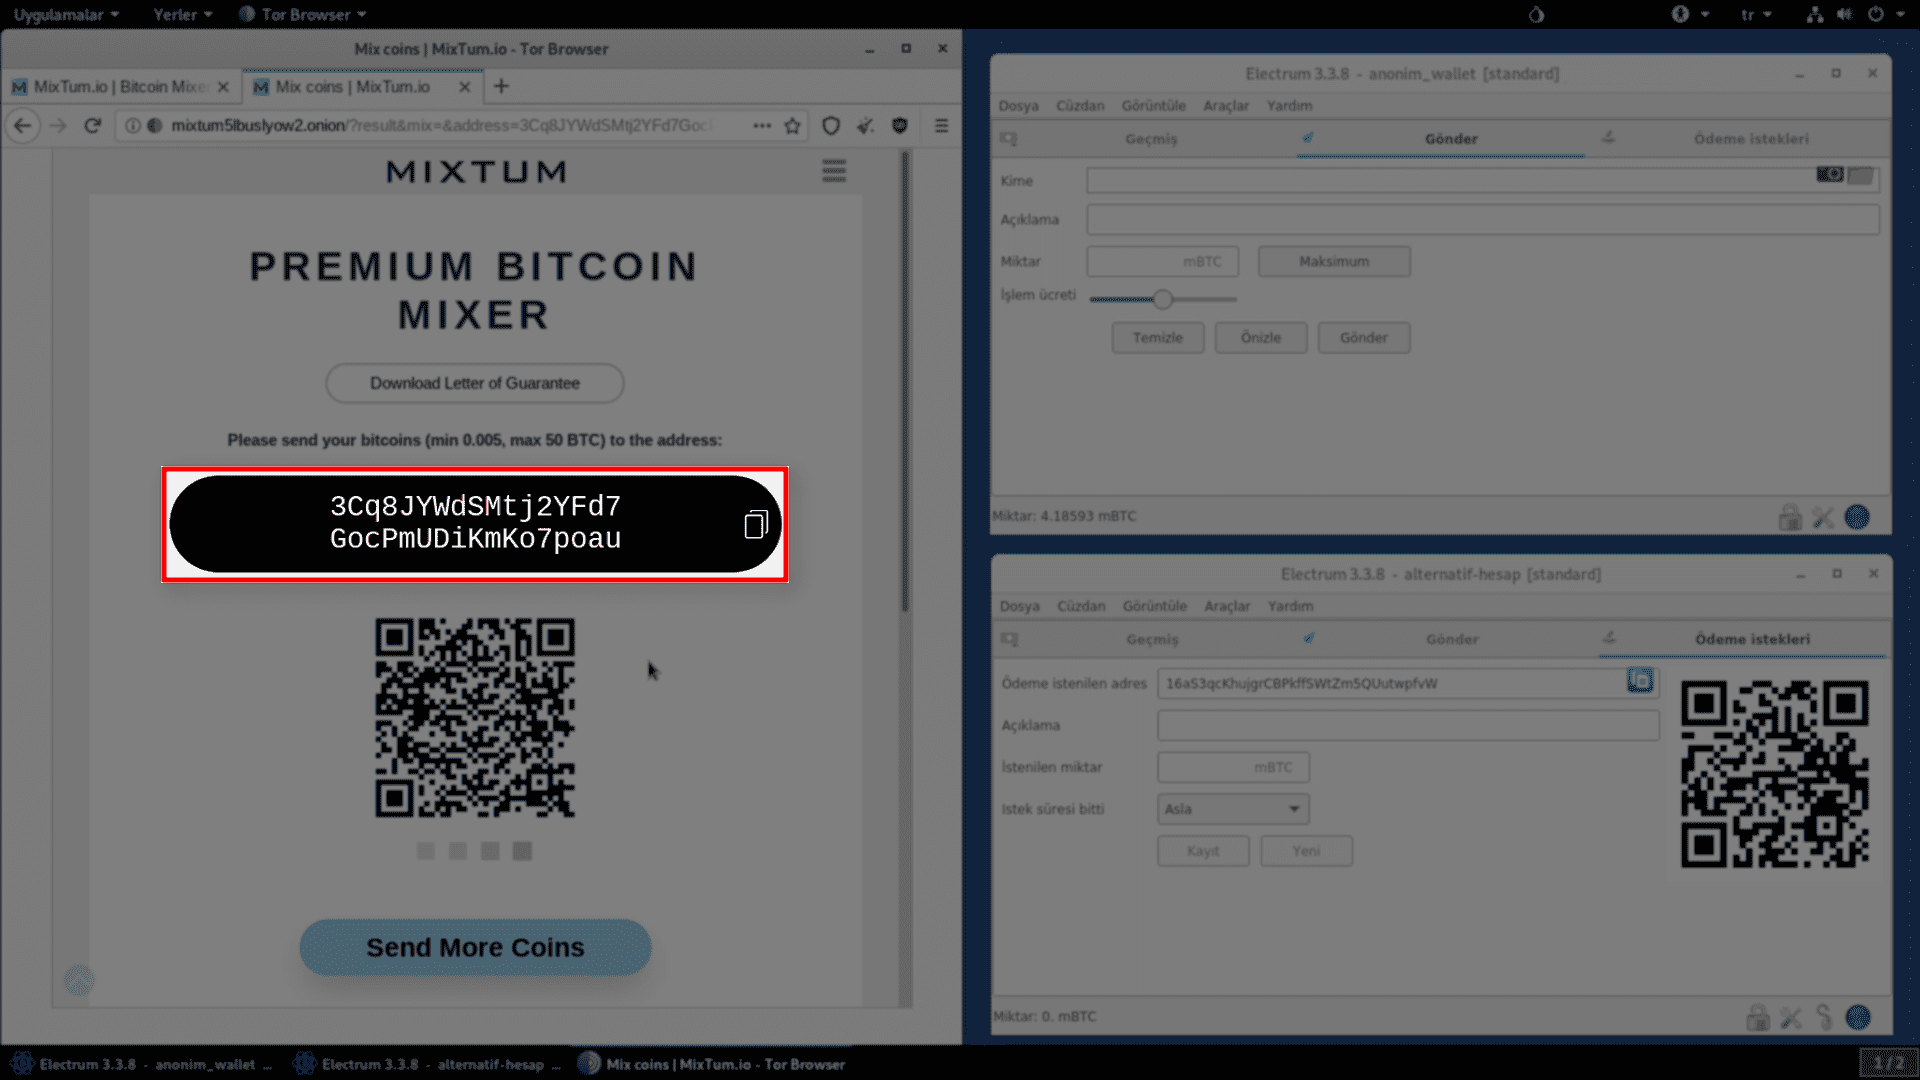 Uygulamalar Yerler Tor Browser tr
Mix coins | MixTum.io - Tor Browser
MixTum.io | Bitcoin Mixe Mix coins | MixTum.io
mixtum5lbuslyow2.onion/?result&mix=&address=3Cq8JYWdSMtj2YFd7Goc
MIXTUM
PREMIUM BITCOIN
MIXER
Download Letter of Guarantee
Please send your bitcoins (min 0.005, max 50 BTC) to the address:
3Cq8JYWdSMtj2YFd7
GocPmUDiKmKo7poau
Send More Coins
Electrum 3.3.8 - anonim_wallet [standard]
Dosya Cüzdan Görüntüle Araçlar Yardım
Geçmiş Gönder Ödeme istekleri
Kime
Açıklama
Miktar mBTC Maksimum
İşlem ücreti
Temizle Önizle Gönder
Miktar: 4.18593 mBTC
Electrum 3.3.8 - alternatif-hesap [standard]
Dosya Cüzdan Görüntüle Araçlar Yardım
Geçmiş Gönder Ödeme istekleri
Ödeme istenilen adres 16aS3qcKhujgrCBPkffSWtZm5QUutwpfvW
Açıklama
İstenilen miktar mBTC
Istek süresi bitti Asla
Kayıt Yeni
Miktar: 0. mBTC
Electrum 3.3.8 - anonim_wallet ... Electrum 3.3.8 - alternatif-hesap ... Mix coins | MixTum.io - Tor Browser 1/2